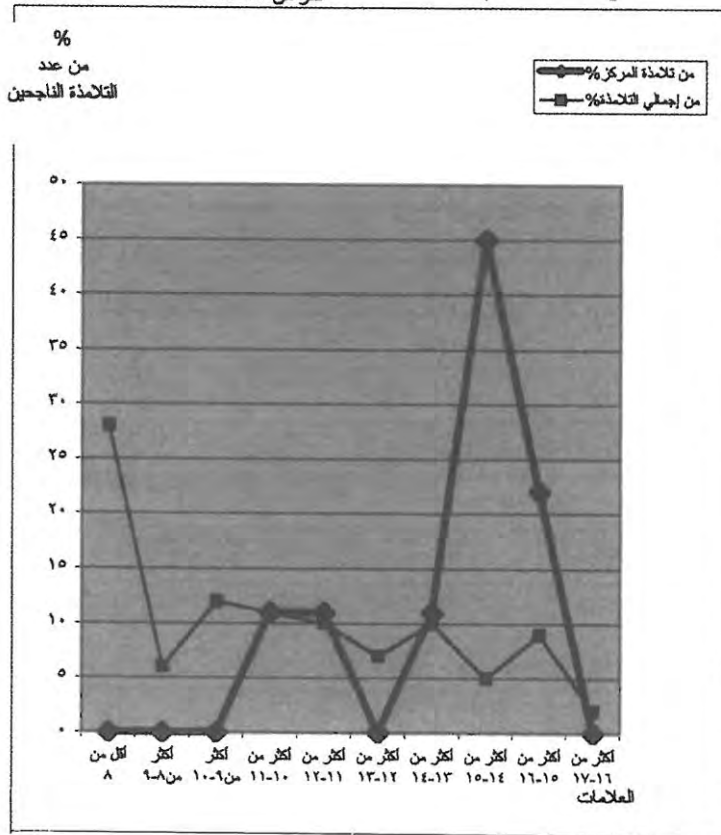 %
من عدد
التلامذة الناجحين
من تلامذة المركز%
من إجمالي التلامذة%
٥٠
٤٥
٤٠
٣٥
٣٠
٢٥
٢٠
١٥
١٠
٥
٠
أقل من ٨
أكثر من٨-٩
أكثر من٩-١٠
أكثر من ١٠-١١
أكثر من ١١-١٢
أكثر من ١٢-١٣
أكثر من ١٣-١٤
أكثر من ١٤-١٥
أكثر من ١٥-١٦
أكثر من ١٦-١٧
العلامات